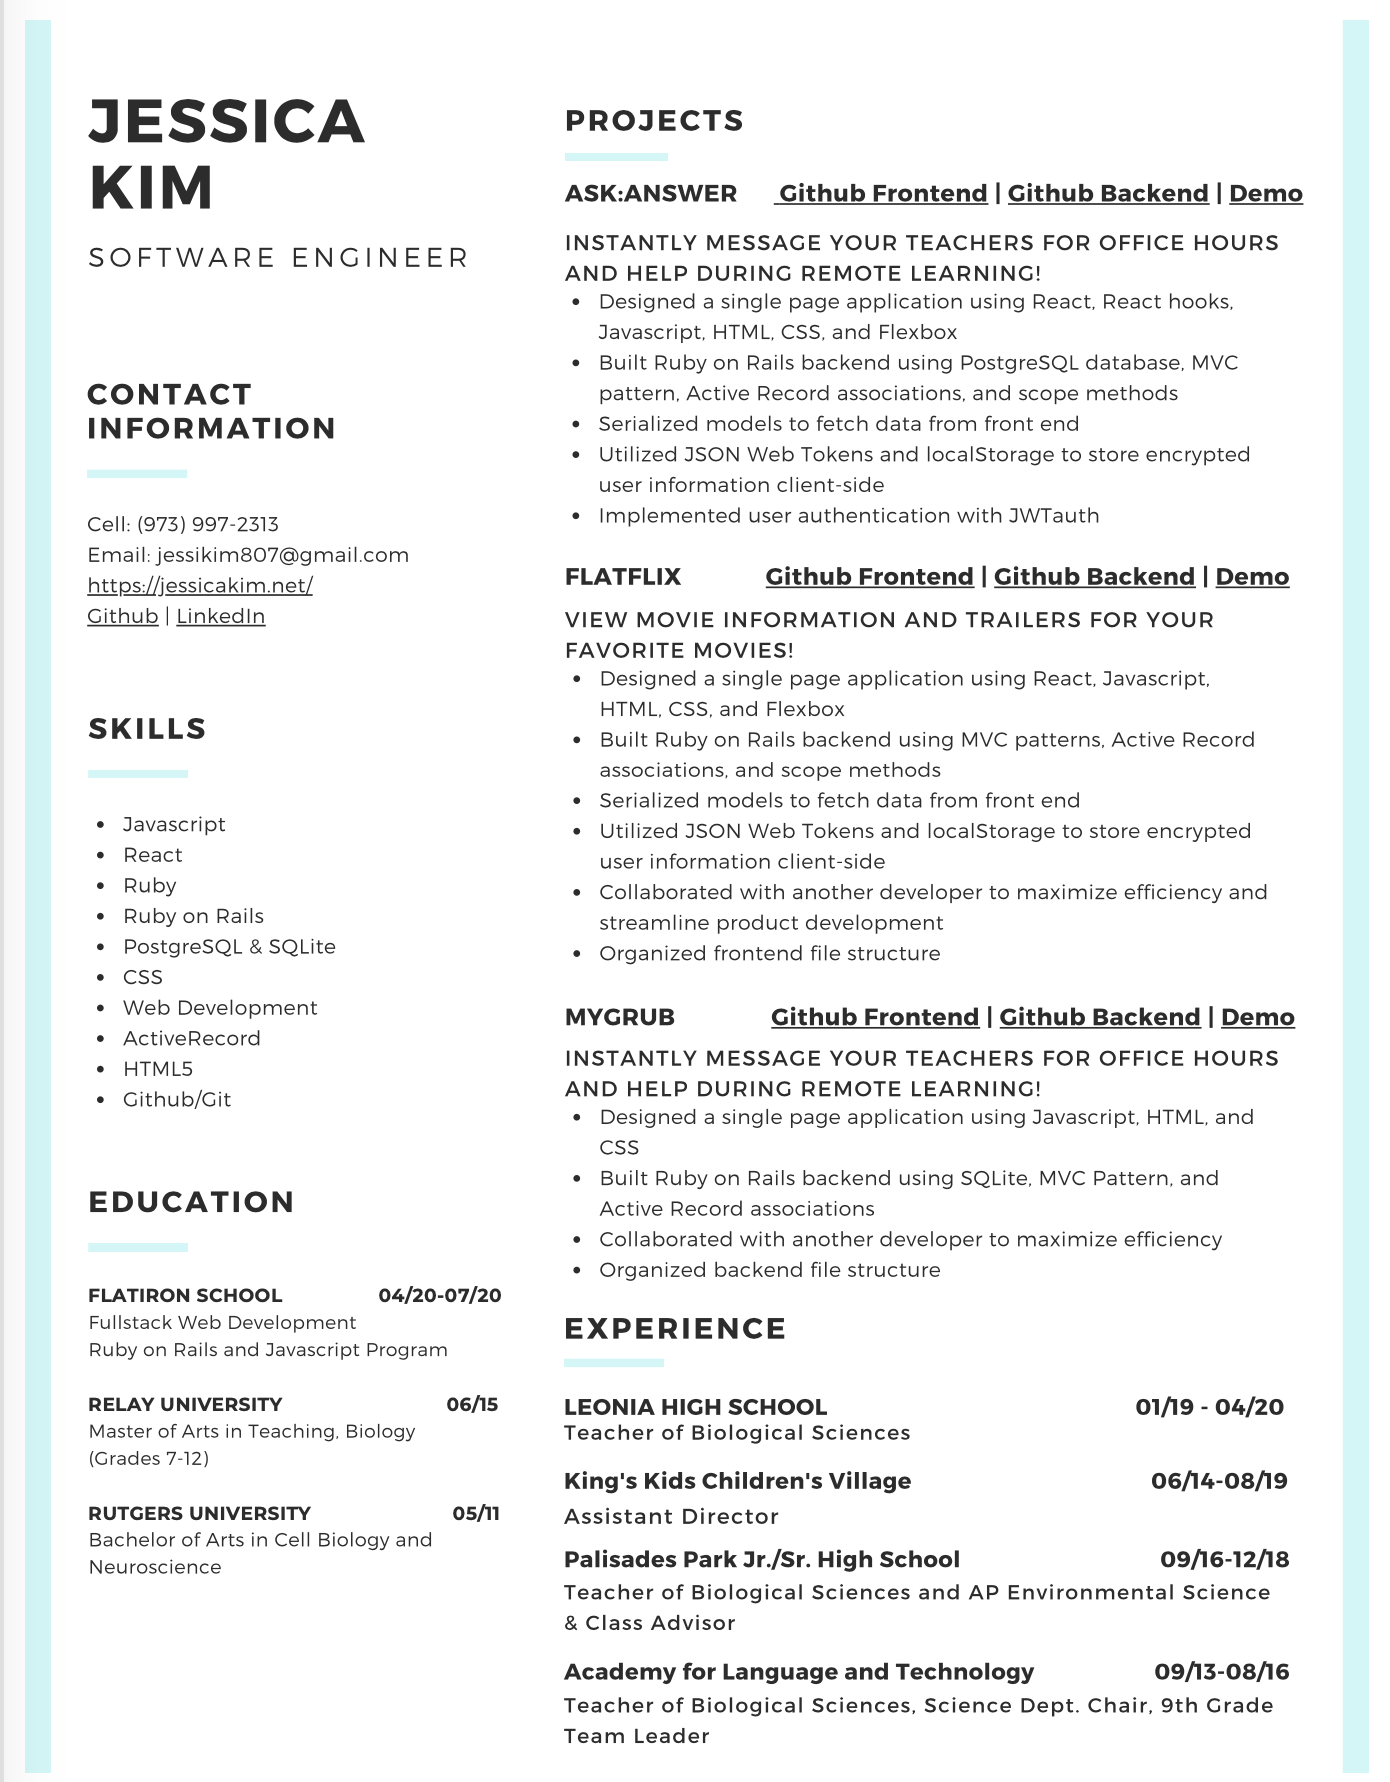 JESSICA
KIM
SOFTWARE ENGINEER
CONTACT
INFORMATION
Cell: (973) 997-2313
Email: jessikim807@gmail.com
https://jessicakim.net/
Github | LinkedIn
SKILLS
• Javascript
• React
• Ruby
• Ruby on Rails
• PostgreSQL & SQLite
• CSS
• Web Development
• ActiveRecord
• HTML5
• Github/Git
EDUCATION
FLATIRON SCHOOL 04/20-07/20
Fullstack Web Development
Ruby on Rails and Javascript Program
RELAY UNIVERSITY 06/15
Master of Arts in Teaching, Biology
(Grades 7-12)
RUTGERS UNIVERSITY 05/11
Bachelor of Arts in Cell Biology and
Neuroscience
PROJECTS
ASK:ANSWER Github Frontend | Github Backend | Demo
INSTANTLY MESSAGE YOUR TEACHERS FOR OFFICE HOURS
AND HELP DURING REMOTE LEARNING!
• Designed a single page application using React, React hooks,
Javascript, HTML, CSS, and Flexbox
• Built Ruby on Rails backend using PostgreSQL database, MVC
pattern, Active Record associations, and scope methods
• Serialized models to fetch data from front end
• Utilized JSON Web Tokens and localStorage to store encrypted
user information client-side
• Implemented user authentication with JWTauth
FLATFLIX Github Frontend | Github Backend | Demo
VIEW MOVIE INFORMATION AND TRAILERS FOR YOUR
FAVORITE MOVIES!
• Designed a single page application using React, Javascript,
HTML, CSS, and Flexbox
• Built Ruby on Rails backend using MVC patterns, Active Record
associations, and scope methods
• Serialized models to fetch data from front end
• Utilized JSON Web Tokens and localStorage to store encrypted
user information client-side
• Collaborated with another developer to maximize efficiency and
streamline product development
• Organized frontend file structure
MYGRUB Github Frontend | Github Backend | Demo
INSTANTLY MESSAGE YOUR TEACHERS FOR OFFICE HOURS
AND HELP DURING REMOTE LEARNING!
• Designed a single page application using Javascript, HTML, and
CSS
• Built Ruby on Rails backend using SQLite, MVC Pattern, and
Active Record associations
• Collaborated with another developer to maximize efficiency
• Organized backend file structure
EXPERIENCE
LEONIA HIGH SCHOOL 01/19 - 04/20
Teacher of Biological Sciences
King's Kids Children's Village 06/14-08/19
Assistant Director
Palisades Park Jr./Sr. High School 09/16-12/18
Teacher of Biological Sciences and AP Environmental Science
& Class Advisor
Academy for Language and Technology 09/13-08/16
Teacher of Biological Sciences, Science Dept. Chair, 9th Grade
Team Leader